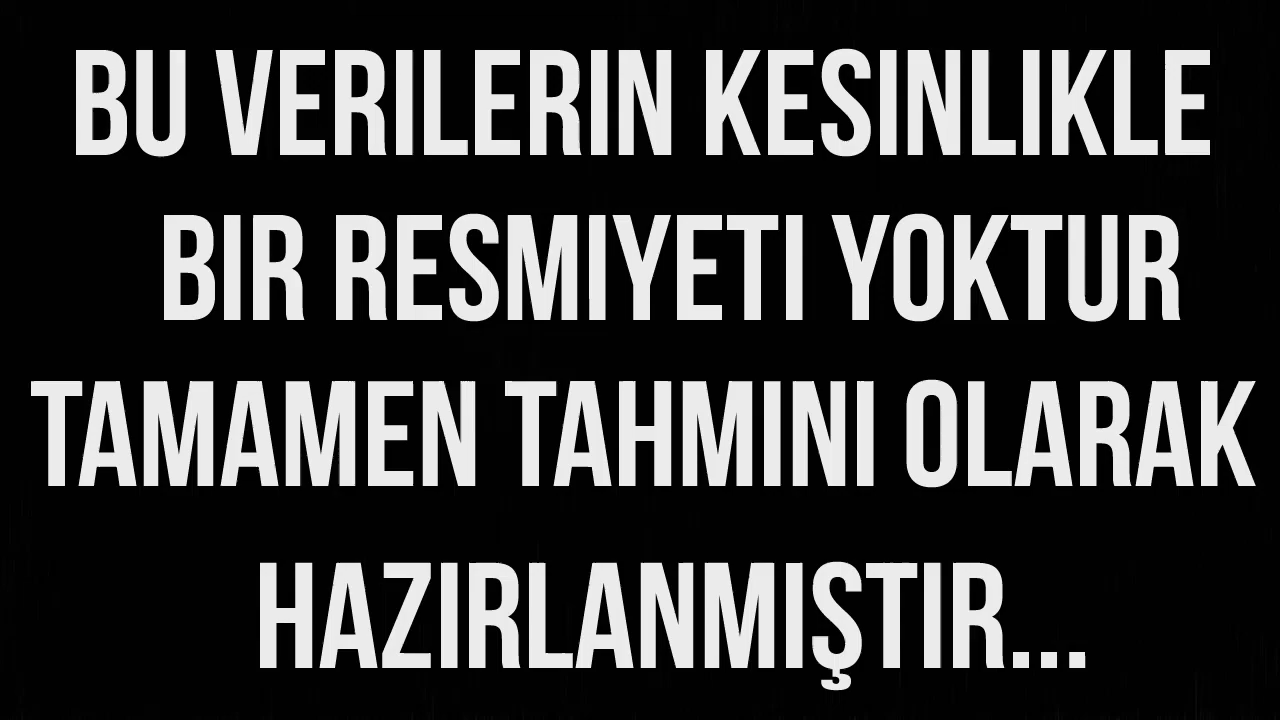 BU VERILERIN KESINLIKLE
BIR RESMIYETI YOKTUR
TAMAMEN TAHMINI OLARAK
HAZIRLANMIŞTIR...